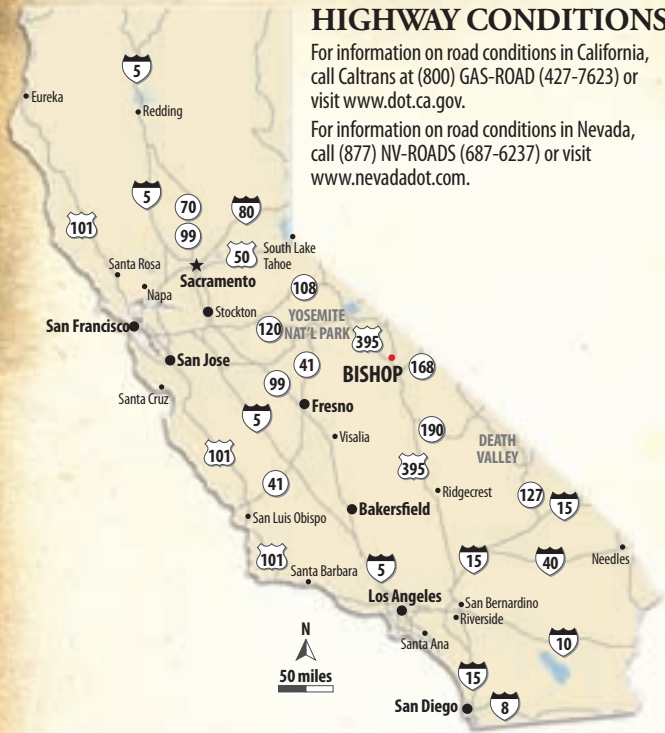 HIGHWAY CONDITIONS
For information on road conditions in California,
call Caltrans at (800) GAS-ROAD (427-7623) or
visit www.dot.ca.gov.
For information on road conditions in Nevada,
call (877) NV-ROADS (687-6237) or visit
www.nevadadot.com.
5
Eureka
Redding
5
70
80
101
99
50
South Lake
Tahoe
Santa Rosa
Sacramento
Napa
108
Stockton
San Francisco
120
YOSEMITE
NAT'L PARK
395
San Jose
41
BISHOP
168
99
Santa Cruz
Fresno
5
190
Visalia
DEATH
VALLEY
101
395
41
Ridgecrest
127
15
San Luis Obispo
Bakersfield
101
Santa Barbara
5
15
40
Needles
Los Angeles
San Bernardino
Riverside
Santa Ana
10
N
50 miles
15
San Diego
8